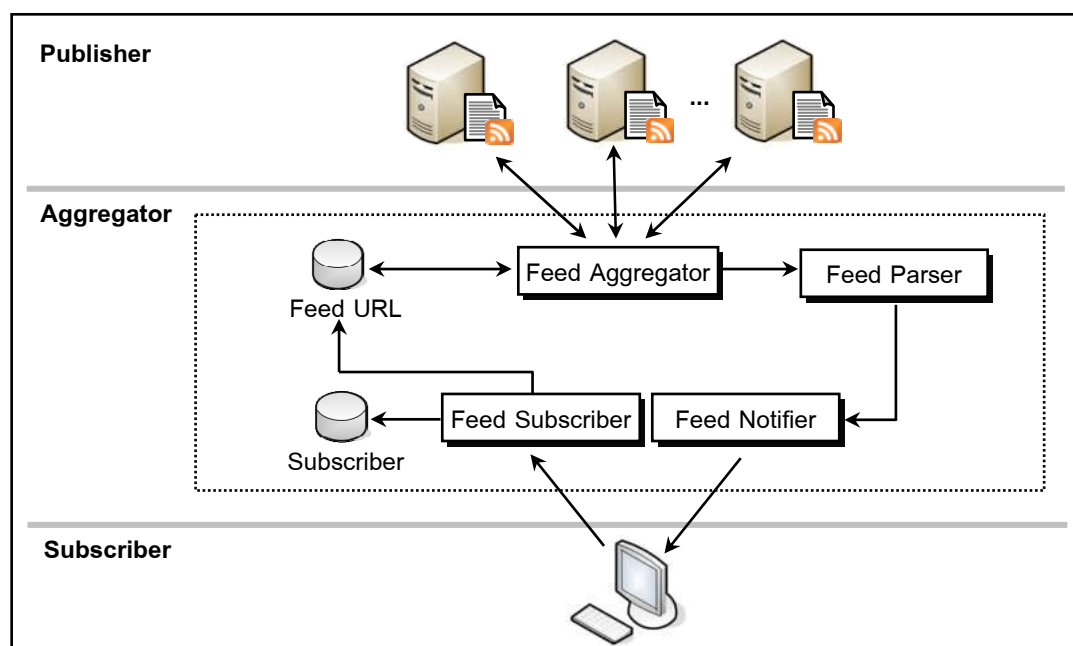 Publisher
...
Aggregator
Feed Aggregator
Feed Parser
Feed URL
Feed Subscriber
Feed Notifier
Subscriber
Subscriber